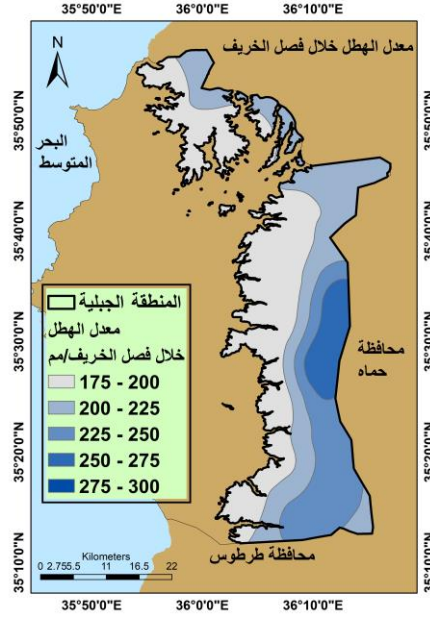 35°50'0"E 36°0'0"E 36°10'0"E
N
معدل الهطل خلال فصل الخريف
35°50'0"N
35°50'0"N
البحر
المتوسط
35°40'0"N
35°40'0"N
المنطقة الجبلية
معدل الهطل
خلال فصل الخريف/مم
175 - 200
200 - 225
225 - 250
250 - 275
275 - 300
محافظة
حماه
35°30'0"N
35°30'0"N
35°20'0"N
35°20'0"N
محافظة طرطوس
35°10'0"N
35°10'0"N
Kilometers
0 2.755.5 11 16.5 22
35°50'0"E 36°0'0"E 36°10'0"E